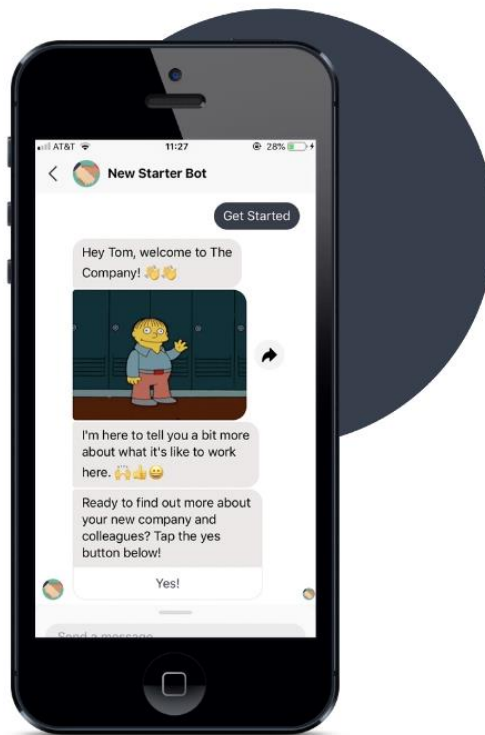 AT&T 11:27 28%
New Starter Bot
Get Started
Hey Tom, welcome to The
Company! 👋👋
I'm here to tell you a bit more
about what it's like to work
here. 🙌👍😀
Ready to find out more about
your new company and
colleagues? Tap the yes
button below!
Yes!
Send a message